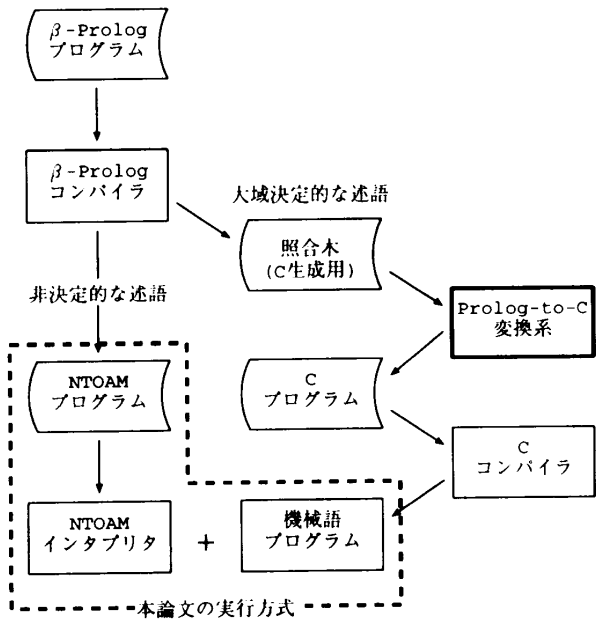 β-Prolog
プログラム
β-Prolog
コンパイラ
大域決定的な述語
照合木
(C生成用)
非決定的な述語
Prolog-to-C
変換系
NTOAM
プログラム
C
プログラム
C
コンパイラ
NTOAM
インタプリタ
+
機械語
プログラム
本論文の実行方式